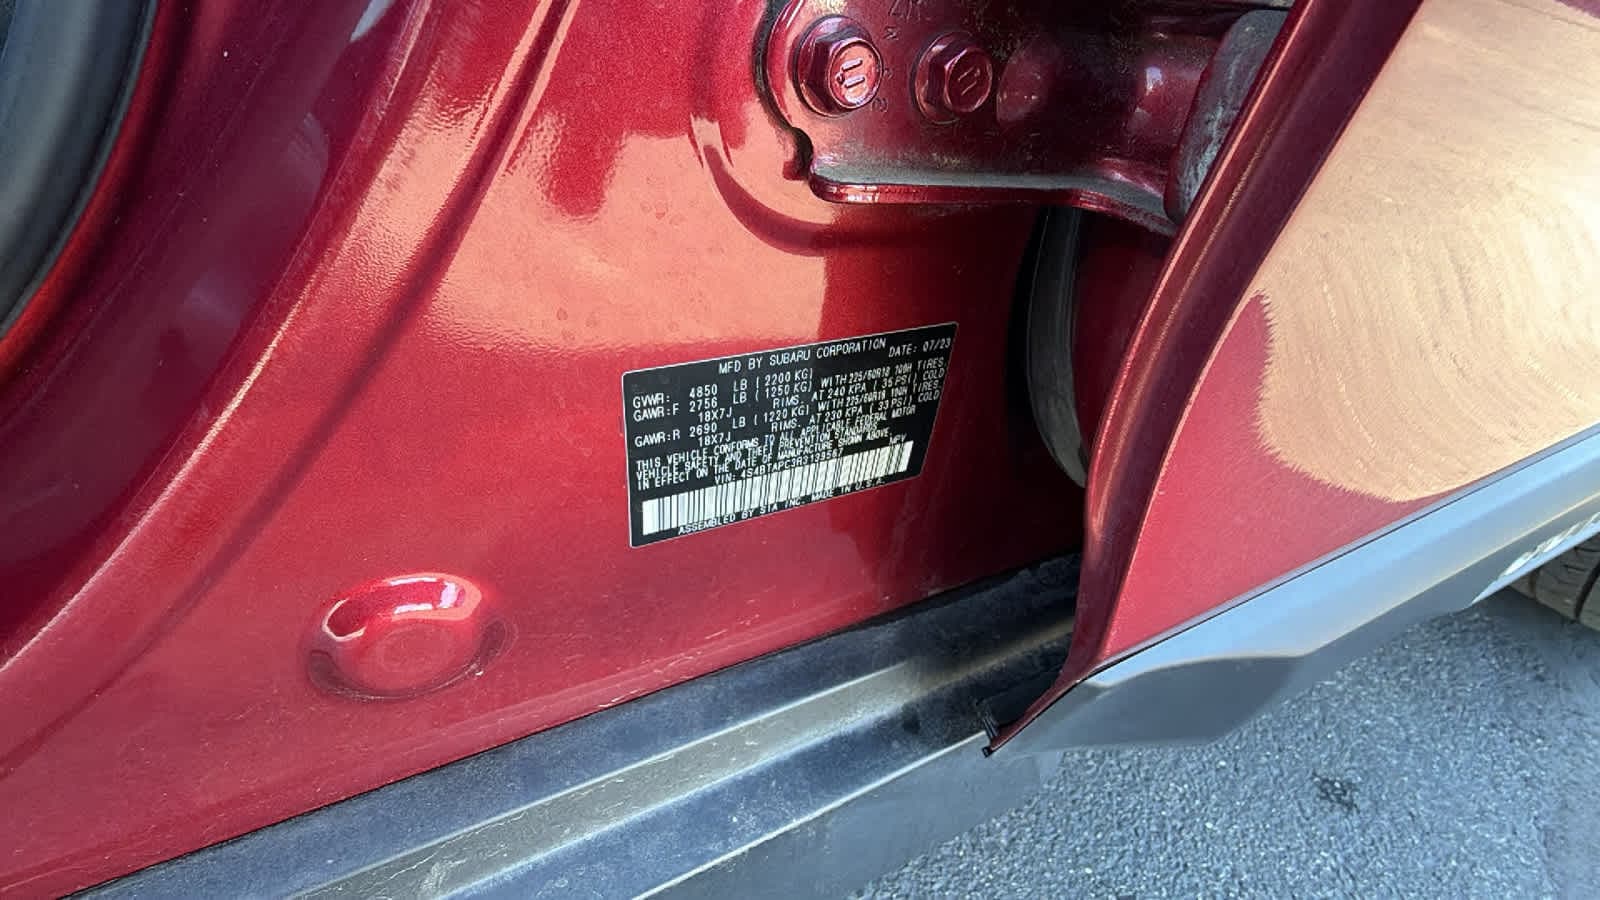 MFD BY SUBARU CORPORATION DATE: 07/23
GVWR: 4850 LB ( 2200 KG)
GAWR:F 2756 LB ( 1250 KG) WITH 225/60R18 100H TIRES,
18X7J RIMS, AT 240 KPA ( 35 PSI ) COLD
GAWR:R 2690 LB ( 1220 KG) WITH 225/60R18 100H TIRES,
18X7J RIMS, AT 230 KPA ( 33 PSI ) COLD
THIS VEHICLE CONFORMS TO ALL APPLICABLE FEDERAL MOTOR
VEHICLE SAFETY AND THEFT PREVENTION STANDARDS
IN EFFECT ON THE DATE OF MANUFACTURE SHOWN ABOVE.
VIN: 4S4BTAPC3R3139567 MPV
ASSEMBLED BY SIA INC. MADE IN U.S.A.